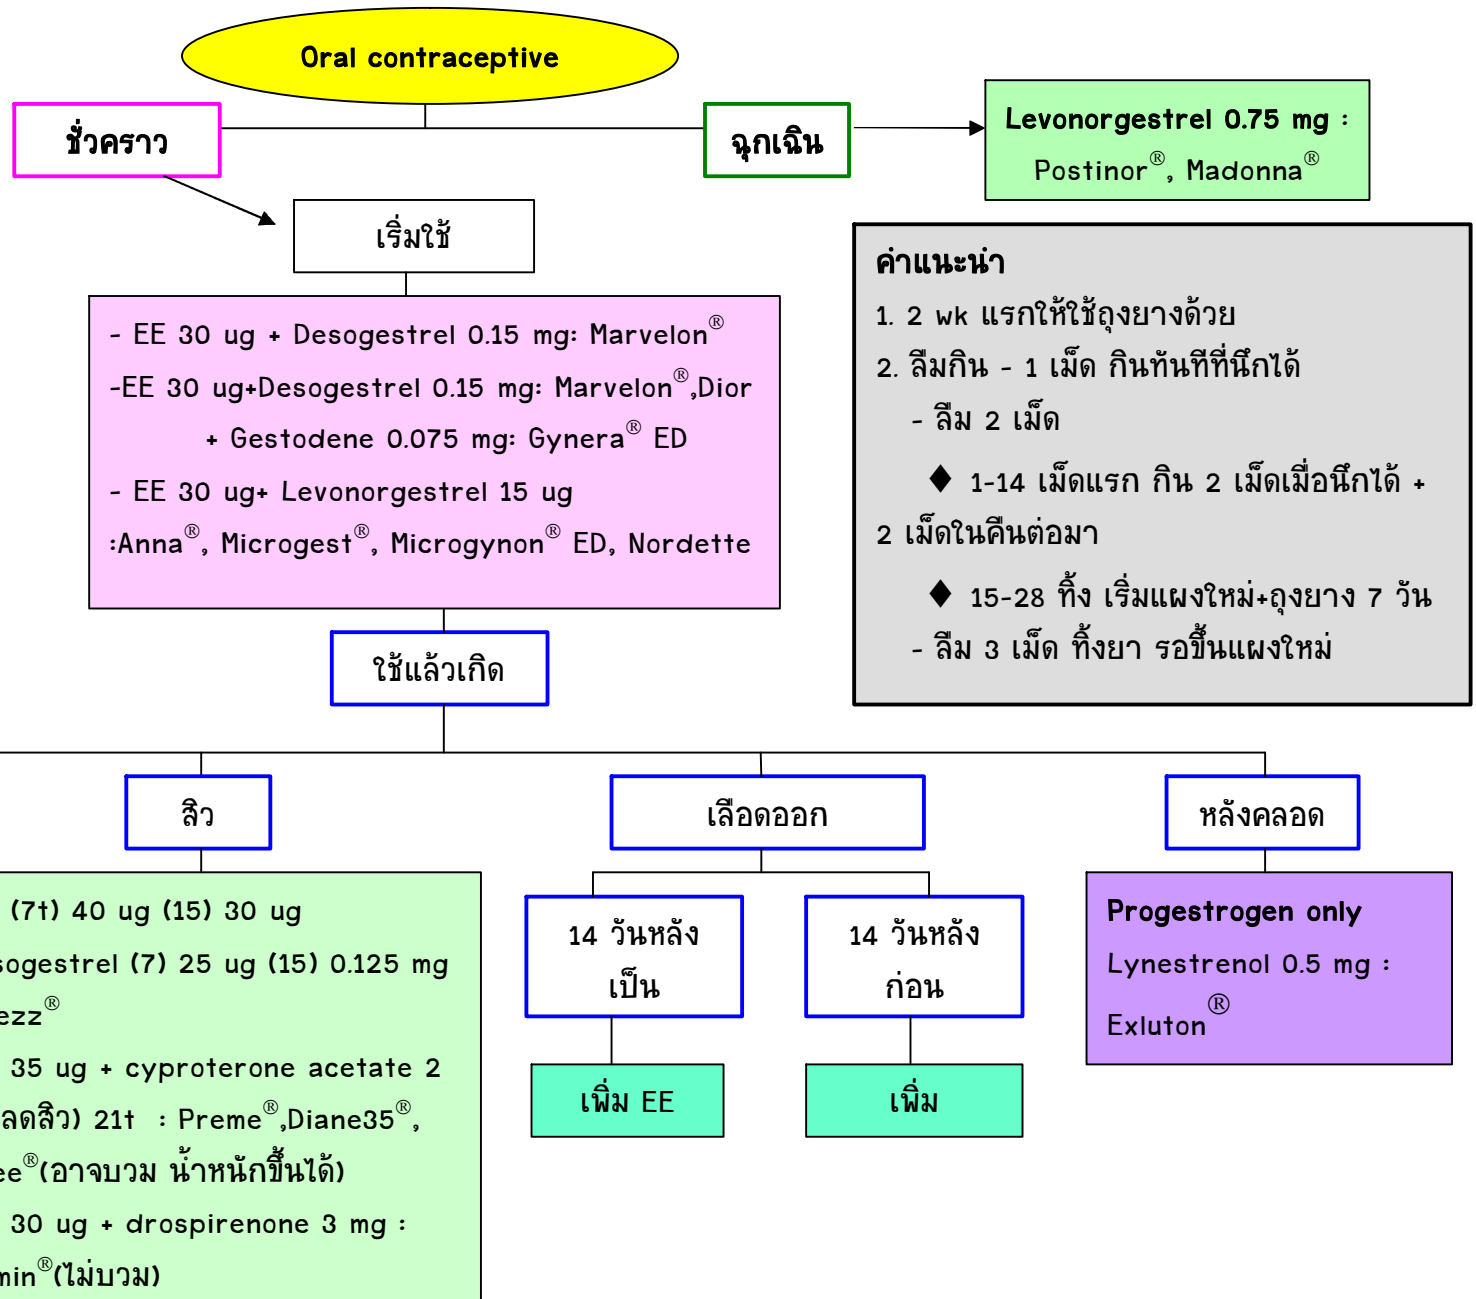 Oral contraceptive
ชั่วคราว
ฉุกเฉิน
Levonorgestrel 0.75 mg :
Postinor®, Madonna®
เริ่มใช้
- EE 30 ug + Desogestrel 0.15 mg: Marvelon®
-EE 30 ug+Desogestrel 0.15 mg: Marvelon®,Dior
+ Gestodene 0.075 mg: Gynera® ED
- EE 30 ug+ Levonorgestrel 15 ug
:Anna®, Microgest®, Microgynon® ED, Nordette
คำแนะนำ
1. 2 wk แรกให้ใช้ถุงยางด้วย
2. ลืมกิน - 1 เม็ด กินทันทีที่นึกได้
- ลืม 2 เม็ด
♦ 1-14 เม็ดแรก กิน 2 เม็ดเมื่อนึกได้ +
2 เม็ดในคืนต่อมา
♦ 15-28 ทิ้ง เริ่มแผงใหม่+ถุงยาง 7 วัน
- ลืม 3 เม็ด ทิ้งยา รอขึ้นแผงใหม่
ใช้แล้วเกิด
สิว
เลือดออก
หลังคลอด
(7t) 40 ug (15) 30 ug
sogestrel (7) 25 ug (15) 0.125 mg
ezz®
35 ug + cyproterone acetate 2
ลดสิว) 21t : Preme®,Diane35®,
ee®(อาจบวม น้ำหนักขึ้นได้)
30 ug + drospirenone 3 mg :
min®(ไม่บวม)
14 วันหลัง
เป็น
เพิ่ม EE
14 วันหลัง
ก่อน
เพิ่ม
Progestrogen only
Lynestrenol 0.5 mg :
Exluton®